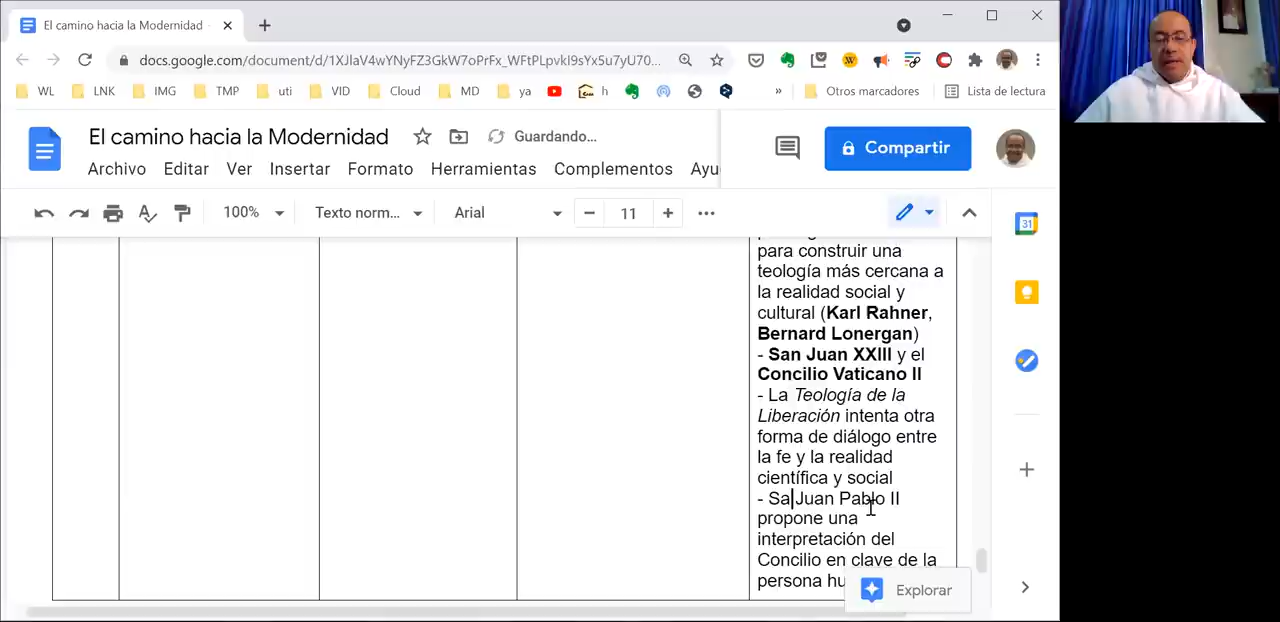 El camino hacia la Modernidad
docs.google.com/document/d/1XJlaV4wYNyFZ3GkW7oPrFx_WFtPLpvkI9sYx5u7yU70...
WL LNK IMG TMP uti VID Cloud MD ya h » Otros marcadores Lista de lectura
El camino hacia la Modernidad Guardando...
Compartir
Archivo Editar Ver Insertar Formato Herramientas Complementos Ayu
100% Texto norm... Arial 11
31
para construir una
teología más cercana a
la realidad social y
cultural (Karl Rahner,
Bernard Lonergan)
- San Juan XXIII y el
Concilio Vaticano II
- La Teología de la
Liberación intenta otra
forma de diálogo entre
la fe y la realidad
científica y social
- Sa Juan Pablo II
propone una
interpretación del
Concilio en clave de la
persona hu
Explorar